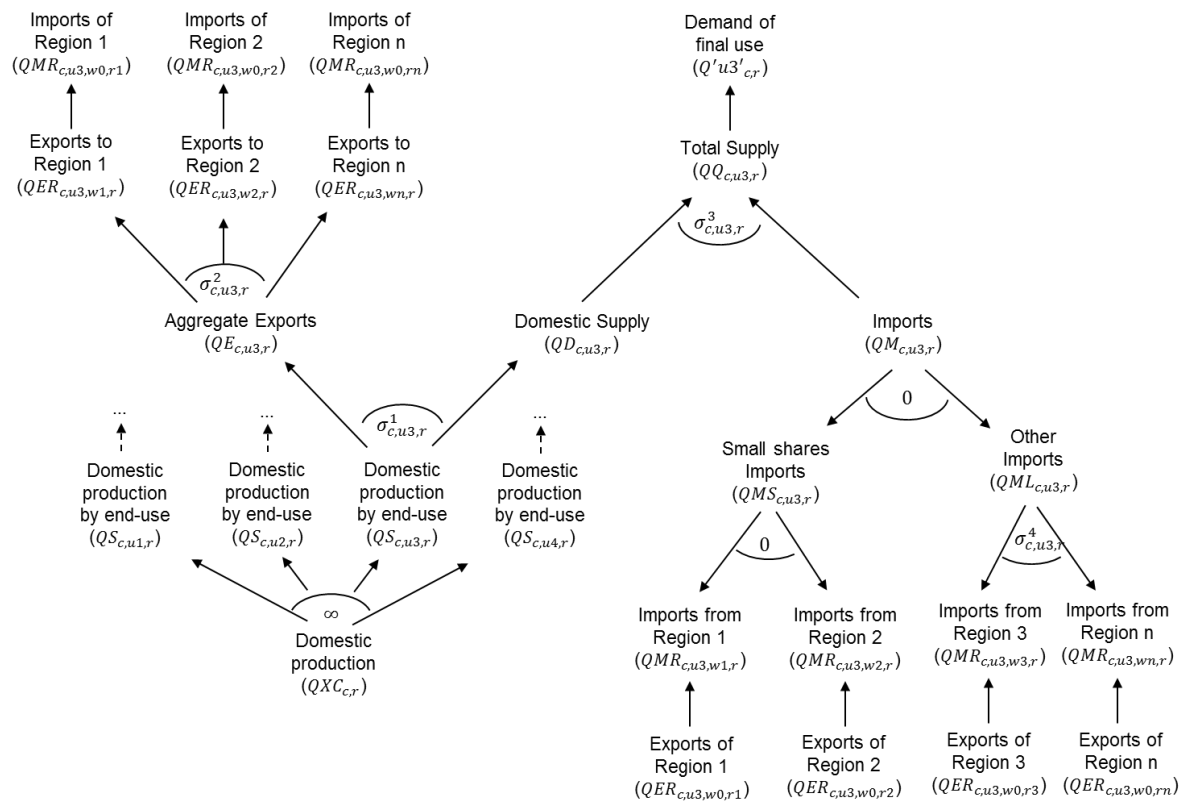 Imports of
Region 1
(QMR_{c,u3,w0,r1})
Imports of
Region 2
(QMR_{c,u3,w0,r2})
Imports of
Region n
(QMR_{c,u3,w0,rn})
Demand of
final use
(Q'u3'_{c,r})
Exports to
Region 1
(QER_{c,u3,w1,r})
Exports to
Region 2
(QER_{c,u3,w2,r})
Exports to
Region n
(QER_{c,u3,wn,r})
Total Supply
(QQ_{c,u3,r})
σ^3_{c,u3,r}
σ^2_{c,u3,r}
Aggregate Exports
(QE_{c,u3,r})
Domestic Supply
(QD_{c,u3,r})
Imports
(QM_{c,u3,r})
0
...
...
σ^1_{c,u3,r}
...
Small shares
Imports
(QMS_{c,u3,r})
Other
Imports
(QML_{c,u3,r})
Domestic
production
by end-use
(QS_{c,u1,r})
Domestic
production
by end-use
(QS_{c,u2,r})
Domestic
production
by end-use
(QS_{c,u3,r})
Domestic
production
by end-use
(QS_{c,u4,r})
0
σ^4_{c,u3,r}
∞
Domestic
production
(QXC_{c,r})
Imports from
Region 1
(QMR_{c,u3,w1,r})
Imports from
Region 2
(QMR_{c,u3,w2,r})
Imports from
Region 3
(QMR_{c,u3,w3,r})
Imports from
Region n
(QMR_{c,u3,wn,r})
Exports of
Region 1
(QER_{c,u3,w0,r1})
Exports of
Region 2
(QER_{c,u3,w0,r2})
Exports of
Region 3
(QER_{c,u3,w0,r3})
Exports of
Region n
(QER_{c,u3,w0,rn})